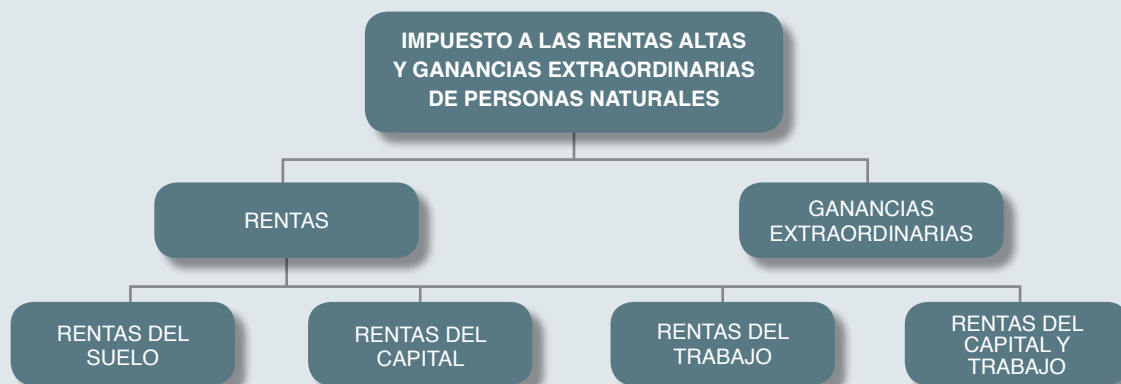 IMPUESTO A LAS RENTAS ALTAS
Y GANANCIAS EXTRAORDINARIAS
DE PERSONAS NATURALES
RENTAS
GANANCIAS
EXTRAORDINARIAS
RENTAS DEL
SUELO
RENTAS DEL
CAPITAL
RENTAS DEL
TRABAJO
RENTAS DEL
CAPITAL Y
TRABAJO